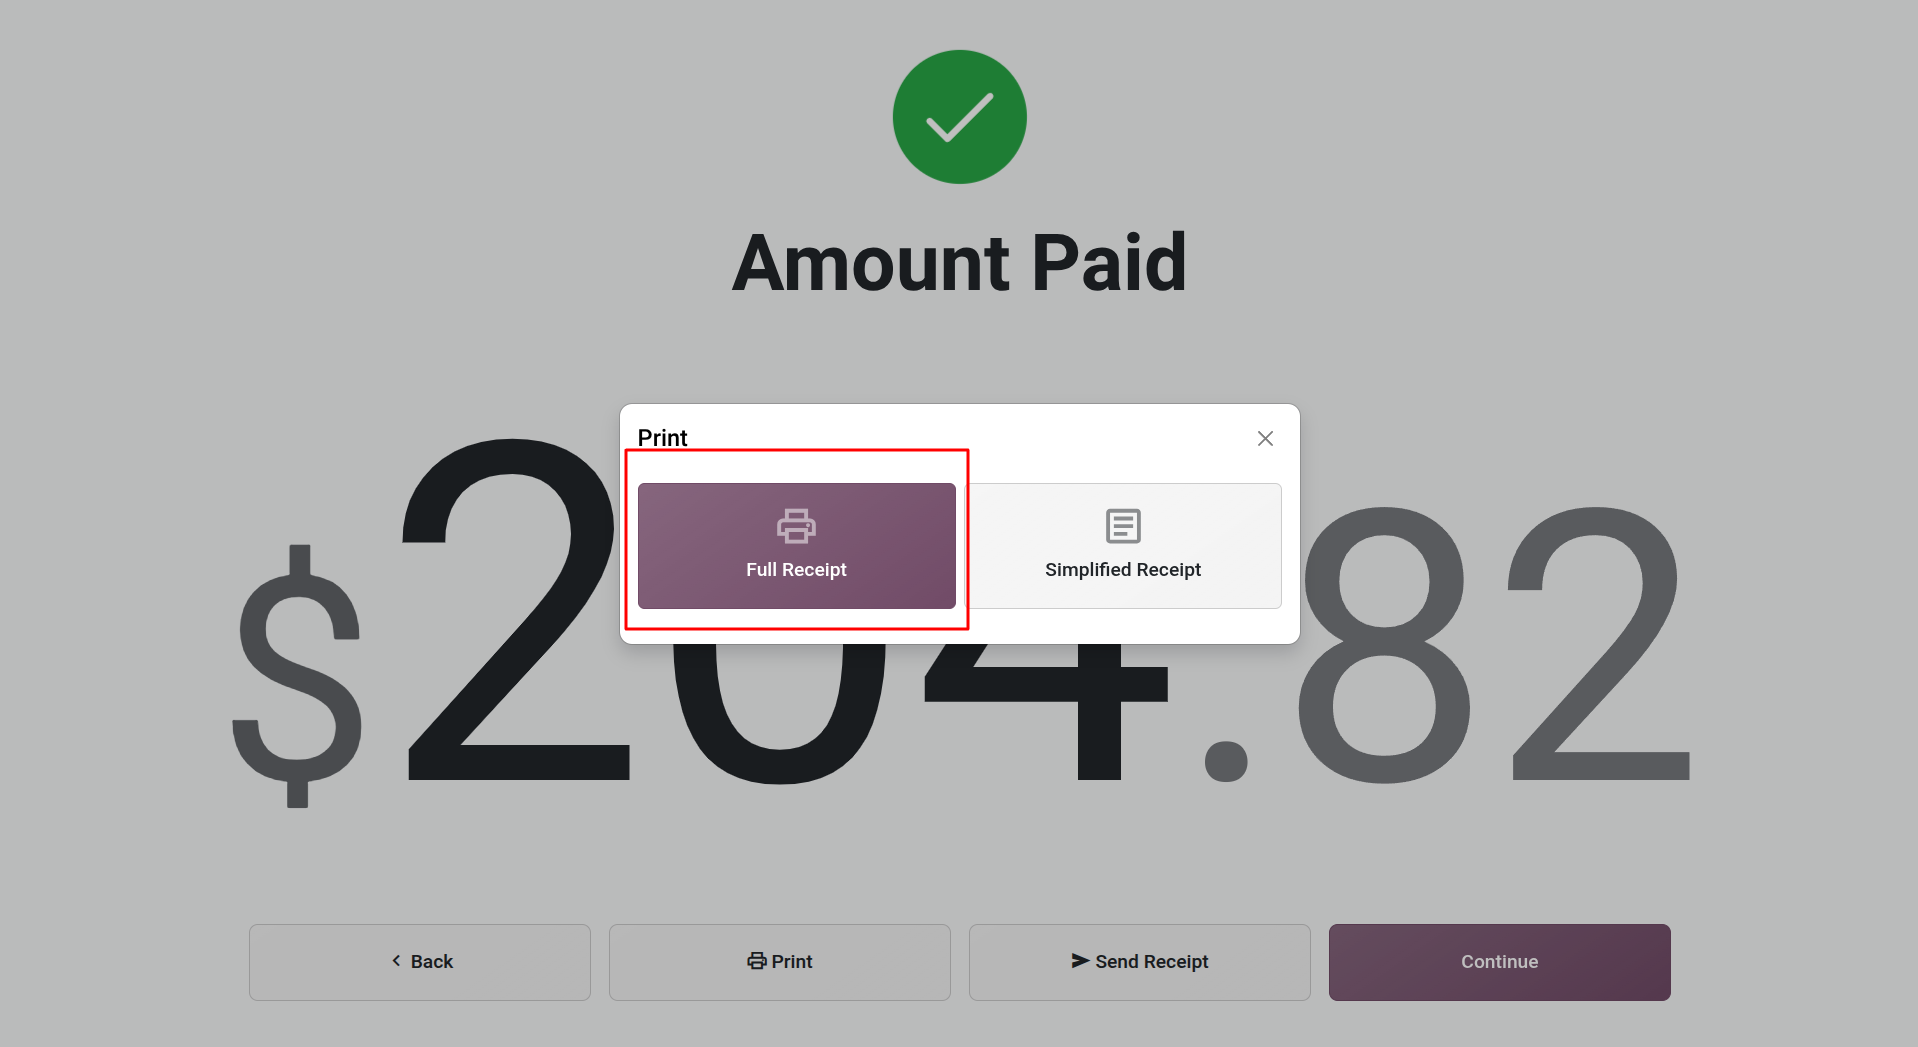 Amount Paid
Print
Full Receipt
Simplified Receipt
$204.82
Back
Print
Send Receipt
Continue